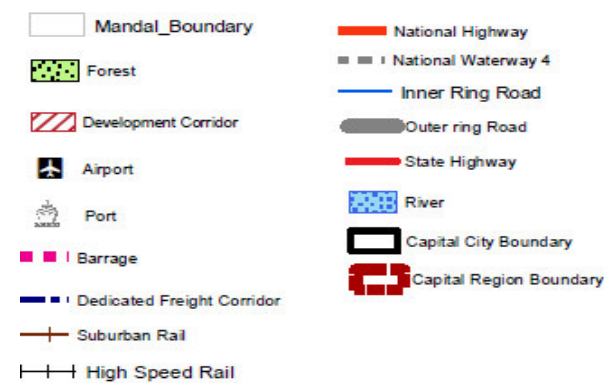 Mandal_Boundary
Forest
Development Corridor
Airport
Port
Barrage
Dedicated Freight Corridor
Suburban Rail
High Speed Rail
National Highway
National Waterway 4
Inner Ring Road
Outer ring Road
State Highway
River
Capital City Boundary
Capital Region Boundary